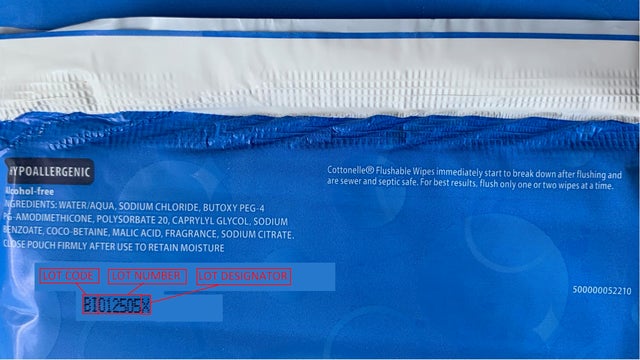 HYPOALLERGENIC
Alcohol-free
INGREDIENTS: WATER/AQUA, SODIUM CHLORIDE, BUTOXY PEG-4
PG-AMODIMETHICONE, POLYSORBATE 20, CAPRYLYL GLYCOL, SODIUM
BENZOATE, COCO-BETAINE, MALIC ACID, FRAGRANCE, SODIUM CITRATE.
CLOSE POUCH FIRMLY AFTER USE TO RETAIN MOISTURE
Cottonelle® Flushable Wipes immediately start to break down after flushing and
are sewer and septic safe. For best results, flush only one or two wipes at a time.
LOT CODE LOT NUMBER LOT DESIGNATOR
BI012505X
500000052210